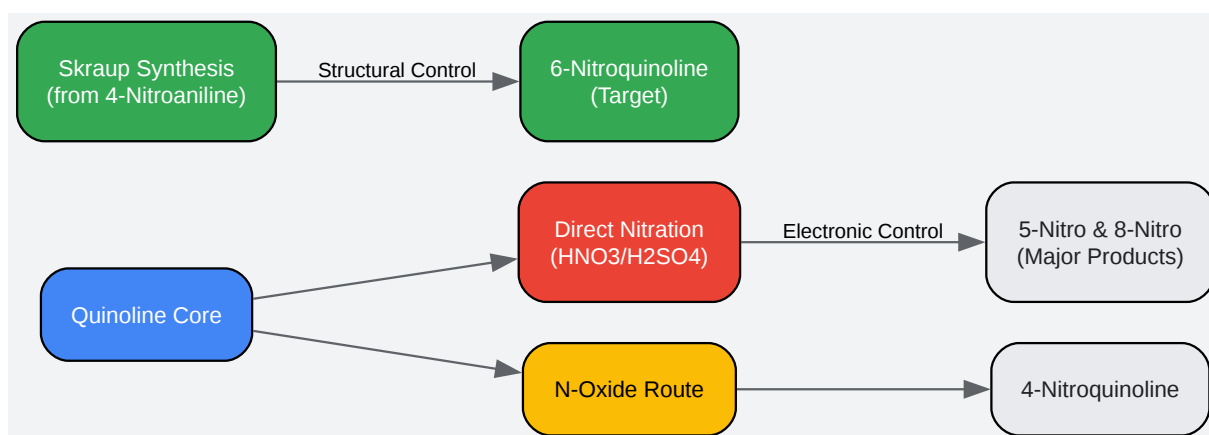 Skraup Synthesis
(from 4-Nitroaniline)
Structural Control
6-Nitroquinoline
(Target)
Quinoline Core
Direct Nitration
(HNO3/H2SO4)
Electronic Control
5-Nitro & 8-Nitro
(Major Products)
N-Oxide Route
4-Nitroquinoline